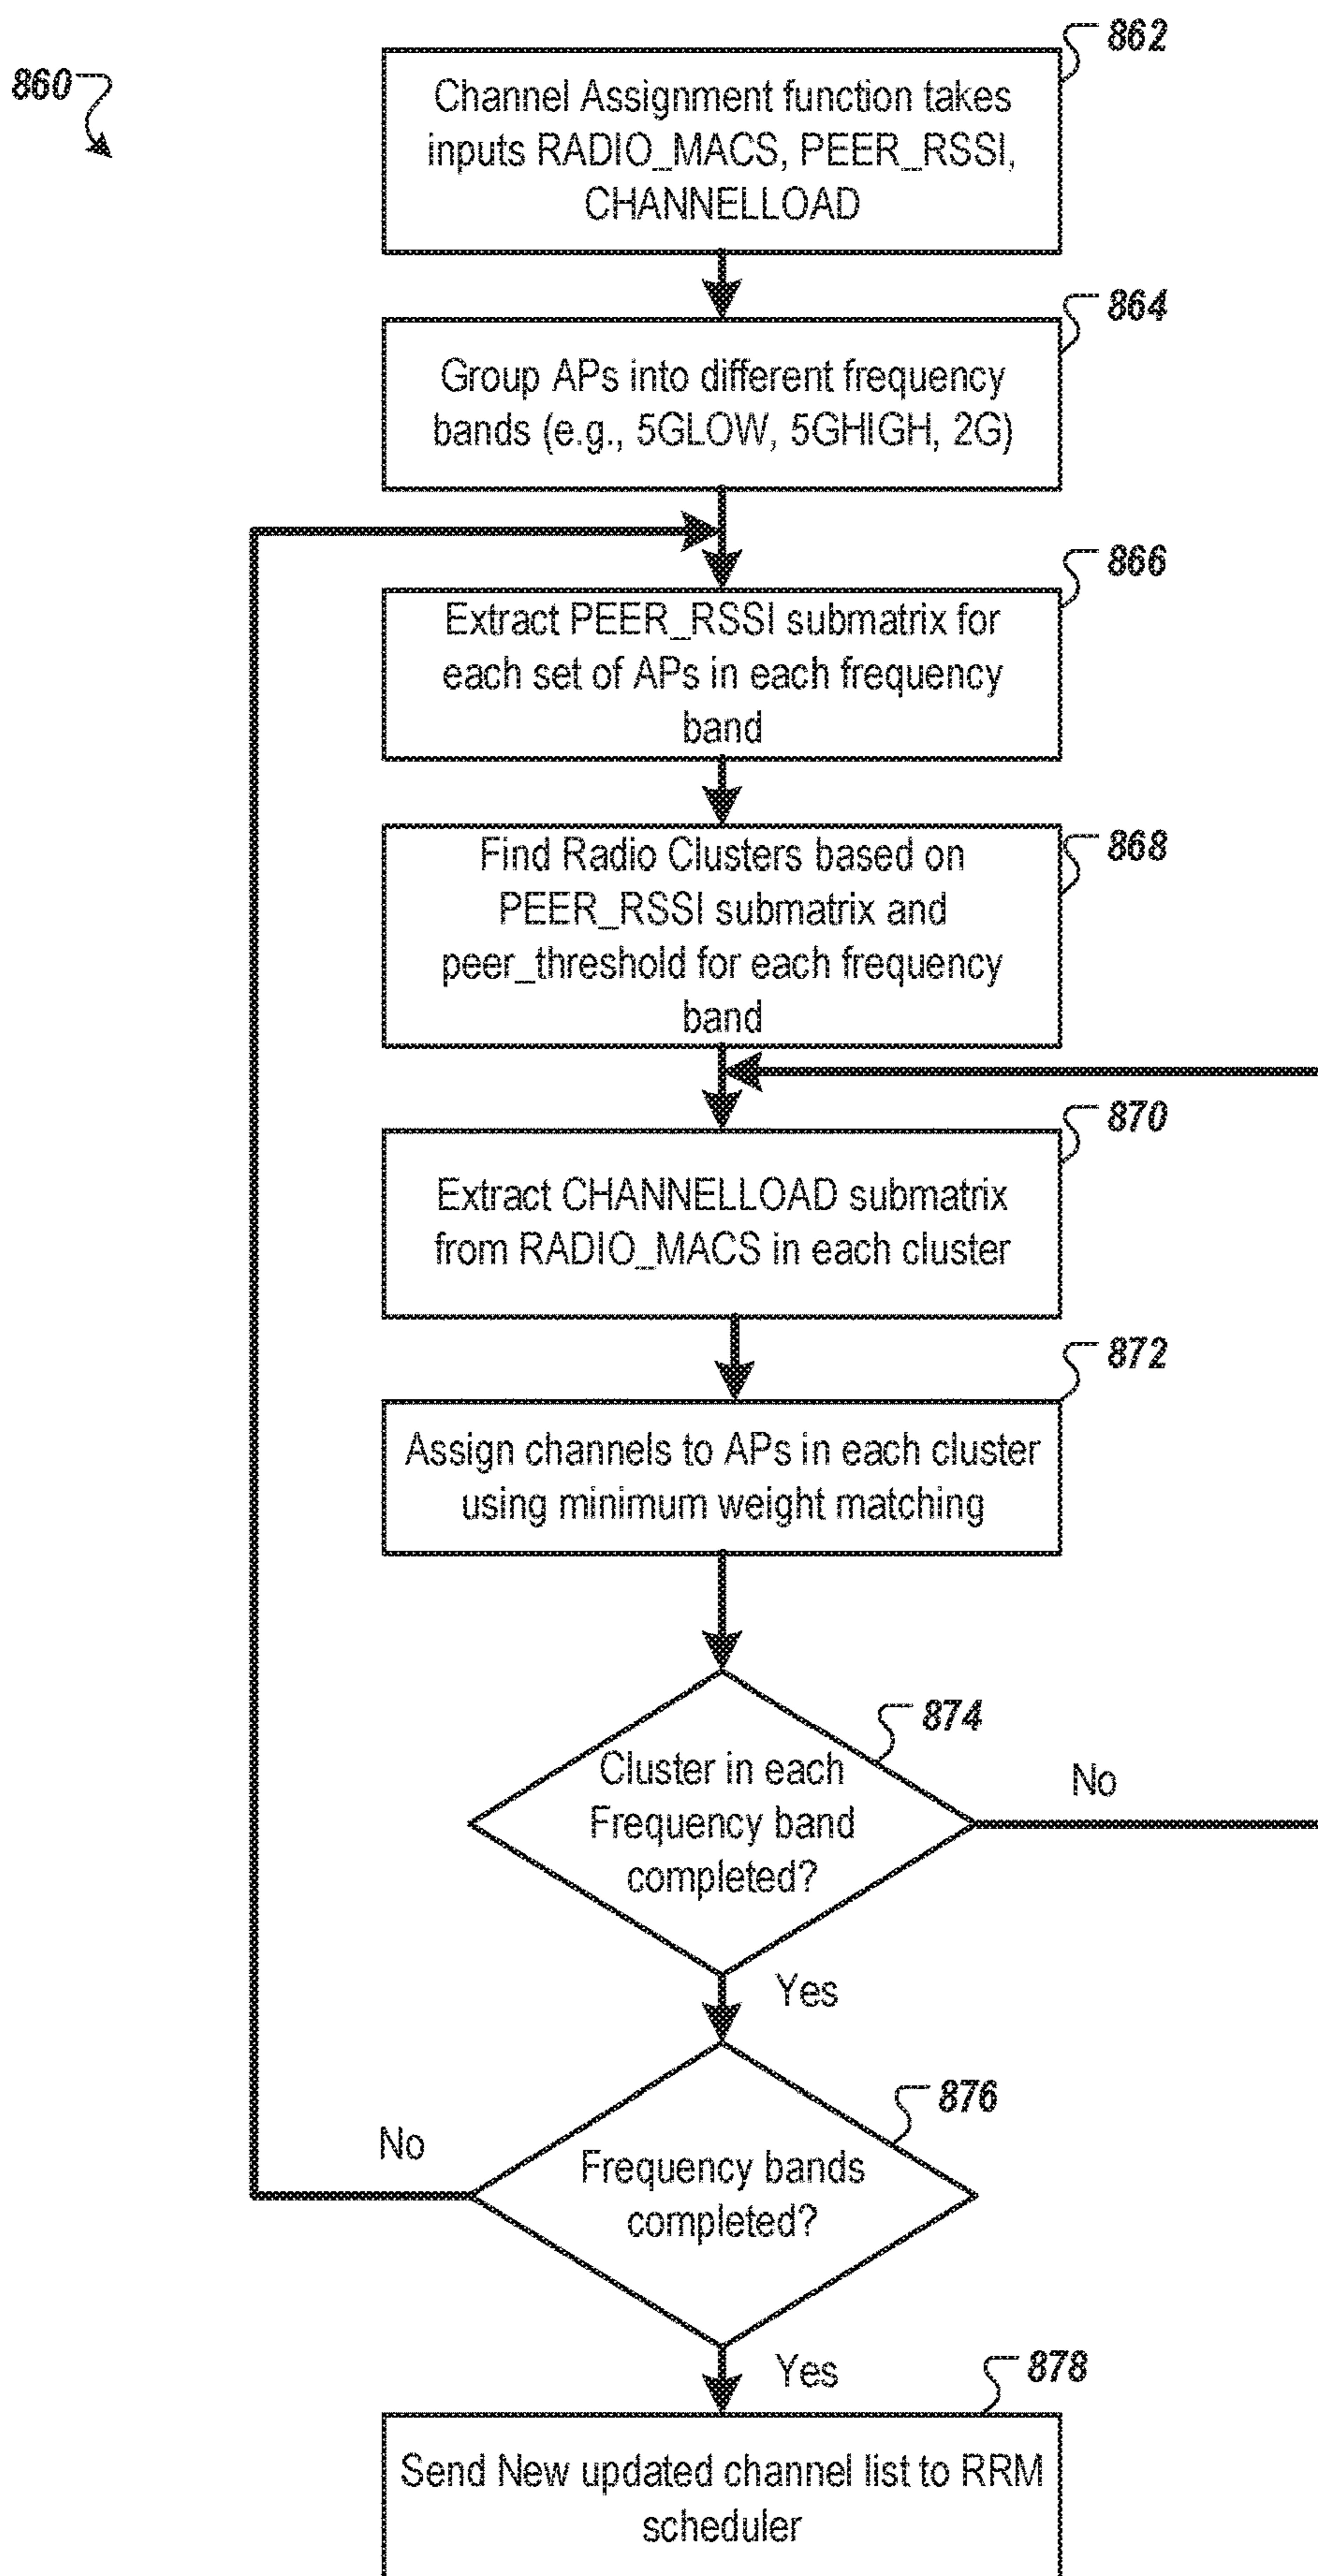 860
862
Channel Assignment function takes
inputs RADIO_MACS, PEER_RSSI,
CHANNELLOAD
864
Group APs into different frequency
bands (e.g., 5GLOW, 5GHIGH, 2G)
866
Extract PEER_RSSI submatrix for
each set of APs in each frequency
band
868
Find Radio Clusters based on
PEER_RSSI submatrix and
peer_threshold for each frequency
band
870
Extract CHANNELLOAD submatrix
from RADIO_MACS in each cluster
872
Assign channels to APs in each cluster
using minimum weight matching
874
Cluster in each
Frequency band
completed?
No
Yes
876
Frequency bands
completed?
No
Yes
878
Send New updated channel list to RRM
scheduler